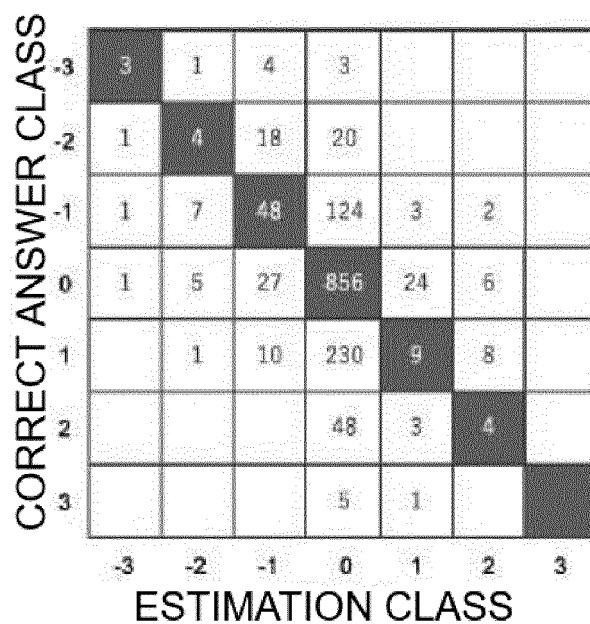 CORRECT ANSWER CLASS
-3 3 1 4 3
-2 1 4 18 20
-1 1 7 48 124 3 2
0 1 5 27 856 24 6
1 1 10 230 9 8
2 48 3 4
3 5 1
-3 -2 -1 0 1 2 3
ESTIMATION CLASS